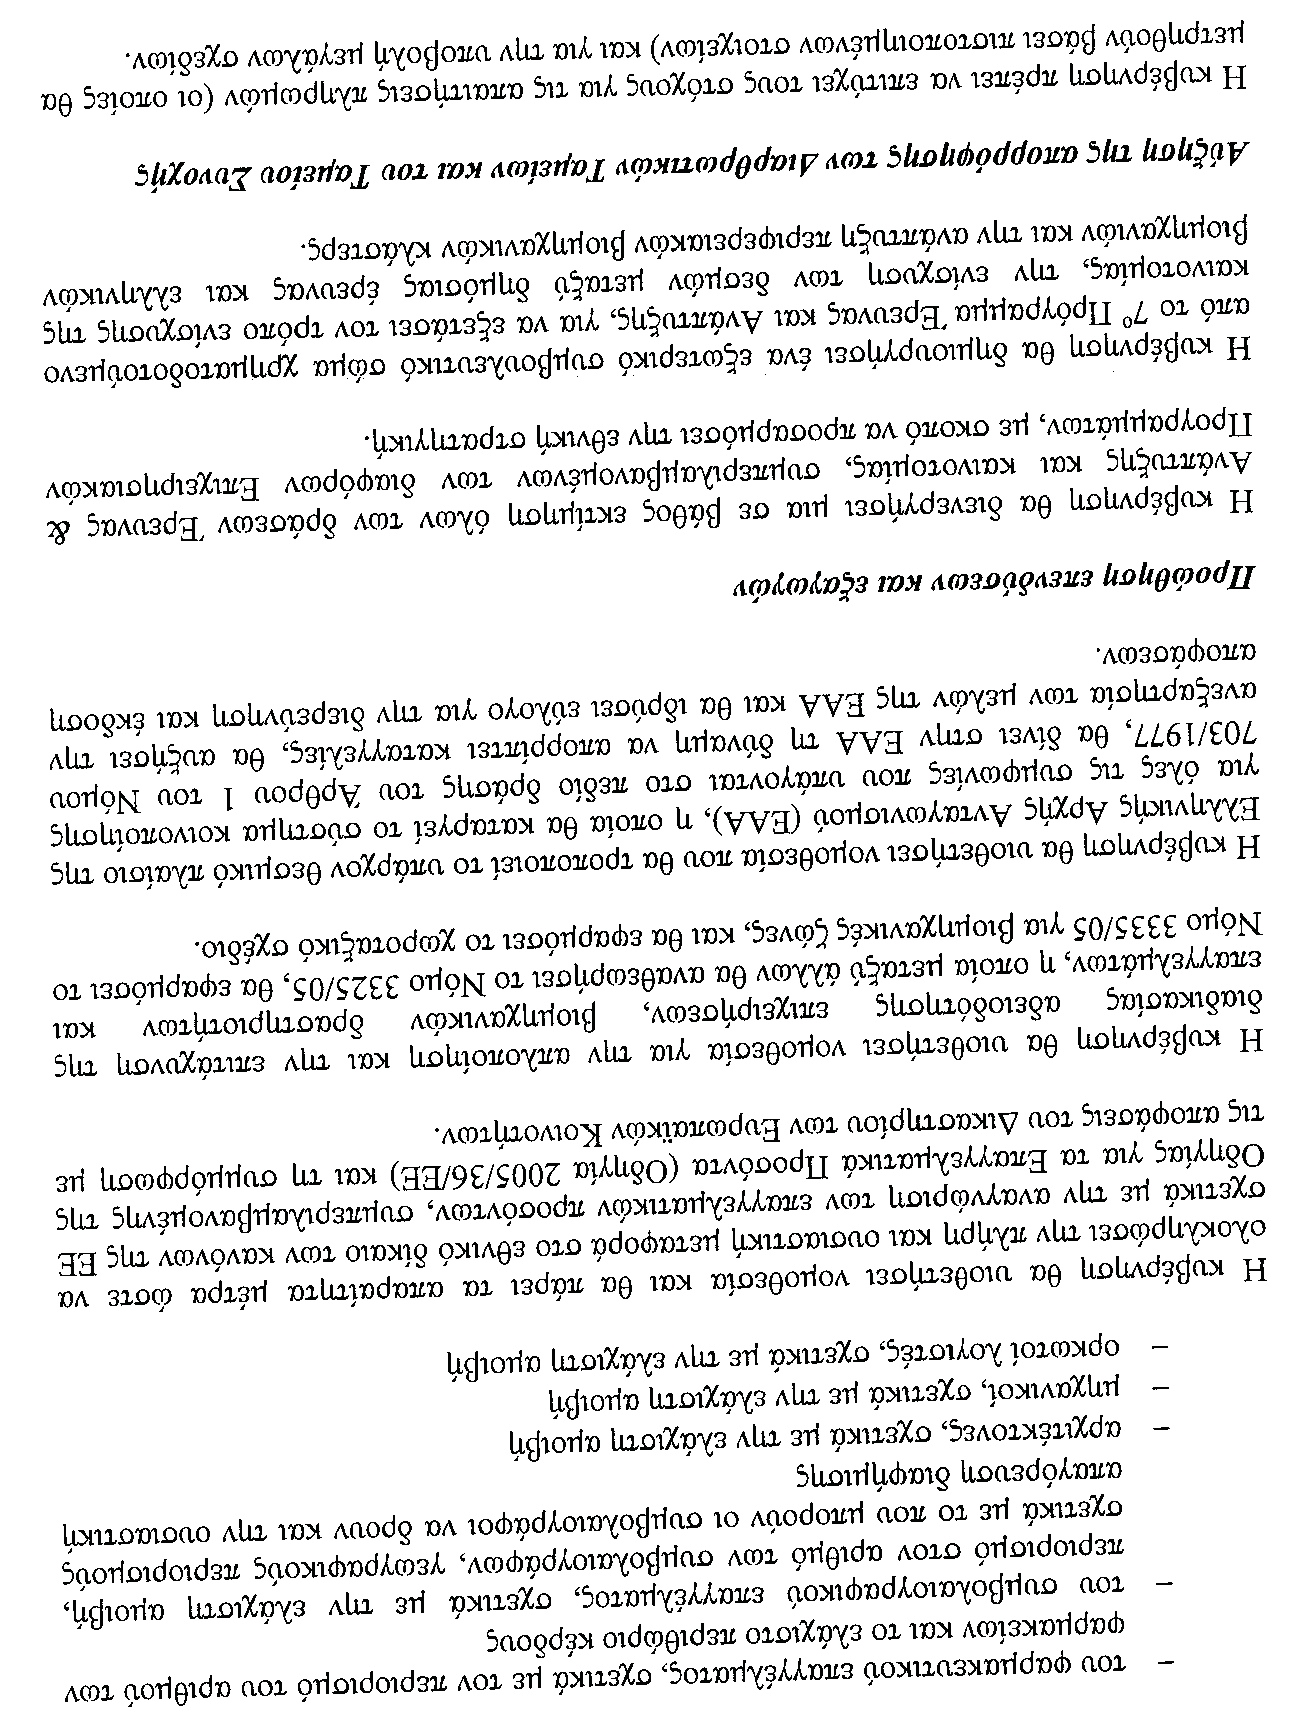 – του φαρμακευτικού επαγγέλματος, σχετικά με τον περιορισμό του αριθμού των
φαρμακείων και το ελάχιστο περιθώριο κέρδους
– του συμβολαιογραφικού επαγγέλματος, σχετικά με την ελάχιστη αμοιβή,
περιορισμό στον αριθμό των συμβολαιογράφων, γεωγραφικούς περιορισμούς
σχετικά με το που μπορούν οι συμβολαιογράφοι να δρουν και την ουσιαστική
απαγόρευση διαφήμισης
– αρχιτέκτονες, σχετικά με την ελάχιστη αμοιβή
– μηχανικοί, σχετικά με την ελάχιστη αμοιβή
– ορκωτοί λογιστές, σχετικά με την ελάχιστη αμοιβή
Η κυβέρνηση θα υιοθετήσει νομοθεσία και θα πάρει τα απαραίτητα μέτρα ώστε να
ολοκληρώσει την πλήρη και ουσιαστική μεταφορά στο εθνικό δίκαιο των κανόνων της ΕΕ
σχετικά με την αναγνώριση των επαγγελματικών προσόντων, συμπεριλαμβανομένης της
Οδηγίας για τα Επαγγελματικά Προσόντα (Οδηγία 2005/36/ΕΕ) και τη συμμόρφωση με
τις αποφάσεις του Δικαστηρίου των Ευρωπαϊκών Κοινοτήτων.
Η κυβέρνηση θα υιοθετήσει νομοθεσία για την απλοποίηση και την επιτάχυνση της
διαδικασίας αδειοδότησης επιχειρήσεων, βιομηχανικών δραστηριοτήτων και
επαγγελμάτων, η οποία μεταξύ άλλων θα αναθεωρήσει το Νόμο 3325/05, θα εφαρμόσει το
Νόμο 3335/05 για βιομηχανικές ζώνες, και θα εφαρμόσει το χωροταξικό σχέδιο.
Η κυβέρνηση θα υιοθετήσει νομοθεσία που θα τροποποιεί το υπάρχον θεσμικό πλαίσιο της
Ελληνικής Αρχής Ανταγωνισμού (ΕΑΑ), η οποία θα καταργεί το σύστημα κοινοποίησης
για όλες τις συμφωνίες που υπάγονται στο πεδίο δράσης του Άρθρου 1 του Νόμου
703/1977, θα δίνει στην ΕΑΑ τη δύναμη να απορρίπτει καταγγελίες, θα αυξήσει την
ανεξαρτησία των μελών της ΕΑΑ και θα ιδρύσει εύλογο για την διερεύνηση και έκδοση
αποφάσεων.
Προώθηση επενδύσεων και εξαγωγών
Η κυβέρνηση θα διενεργήσει μια σε βάθος εκτίμηση όλων των δράσεων Έρευνας &
Ανάπτυξης και καινοτομίας, συμπεριλαμβανομένων των διαφόρων Επιχειρησιακών
Προγραμμάτων, με σκοπό να προσαρμόσει την εθνική στρατηγική.
Η κυβέρνηση θα δημιουργήσει ένα εξωτερικό συμβουλευτικό σώμα χρηματοδοτούμενο
από το 7º Πρόγραμμα Έρευνας και Ανάπτυξης, για να εξετάσει τον τρόπο ενίσχυσης της
καινοτομίας, την ενίσχυση των δεσμών μεταξύ δημόσιας έρευνας και ελληνικών
βιομηχανιών και την ανάπτυξη περιφερειακών βιομηχανικών κλάστερς.
Αύξηση της απορρόφησης των Διαρθρωτικών Ταμείων και του Ταμείου Συνοχής
Η κυβέρνηση πρέπει να επιτύχει τους στόχους για τις απαιτήσεις πληρωμών (οι οποίες θα
μετρηθούν βάσει πιστοποιημένων στοιχείων) και για την υποβολή μεγάλων σχεδίων.